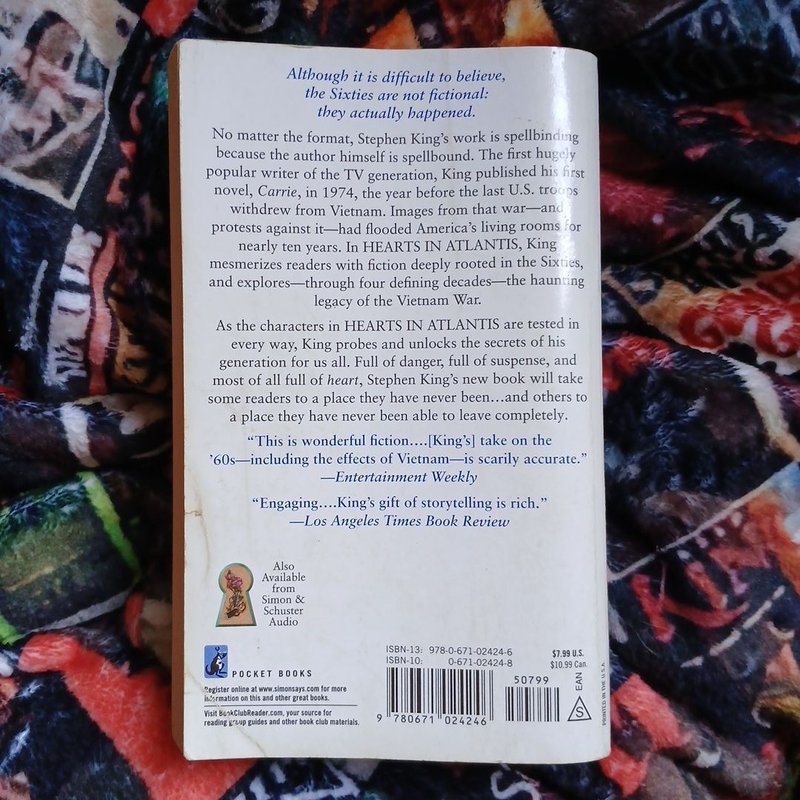 Although it is difficult to believe,
the Sixties are not fictional:
they actually happened.
No matter the format, Stephen King's work is spellbinding
because the author himself is spellbound. The first hugely
popular writer of the TV generation, King published his first
novel, Carrie, in 1974, the year before the last U.S. troops
withdrew from Vietnam. Images from that war—and
protests against it—had flooded America's living rooms for
nearly ten years. In HEARTS IN ATLANTIS, King
mesmerizes readers with fiction deeply rooted in the Sixties,
and explores—through four defining decades—the haunting
legacy of the Vietnam War.
As the characters in HEARTS IN ATLANTIS are tested in
every way, King probes and unlocks the secrets of his
generation for us all. Full of danger, full of suspense, and
most of all full of heart, Stephen King's new book will take
some readers to a place they have never been...and others to
a place they have never been able to leave completely.
“This is wonderful fiction....[King's] take on the
'60s—including the effects of Vietnam—is scarily accurate.”
—Entertainment Weekly
“Engaging....King's gift of storytelling is rich.”
—Los Angeles Times Book Review
Also
Available
from
Simon &
Schuster
Audio
POCKET BOOKS
Register online at www.simonsays.com for more
information on this and other great books.
Visit BookClubReader.com, your source for
reading group guides and other book club materials.
ISBN-13: 978-0-671-02424-6
ISBN-10: 0-671-02424-8
$7.99 U.S.
$10.99 Can.
50799
9 780671 024246
S
EAN
PRINTED IN THE U.S.A.